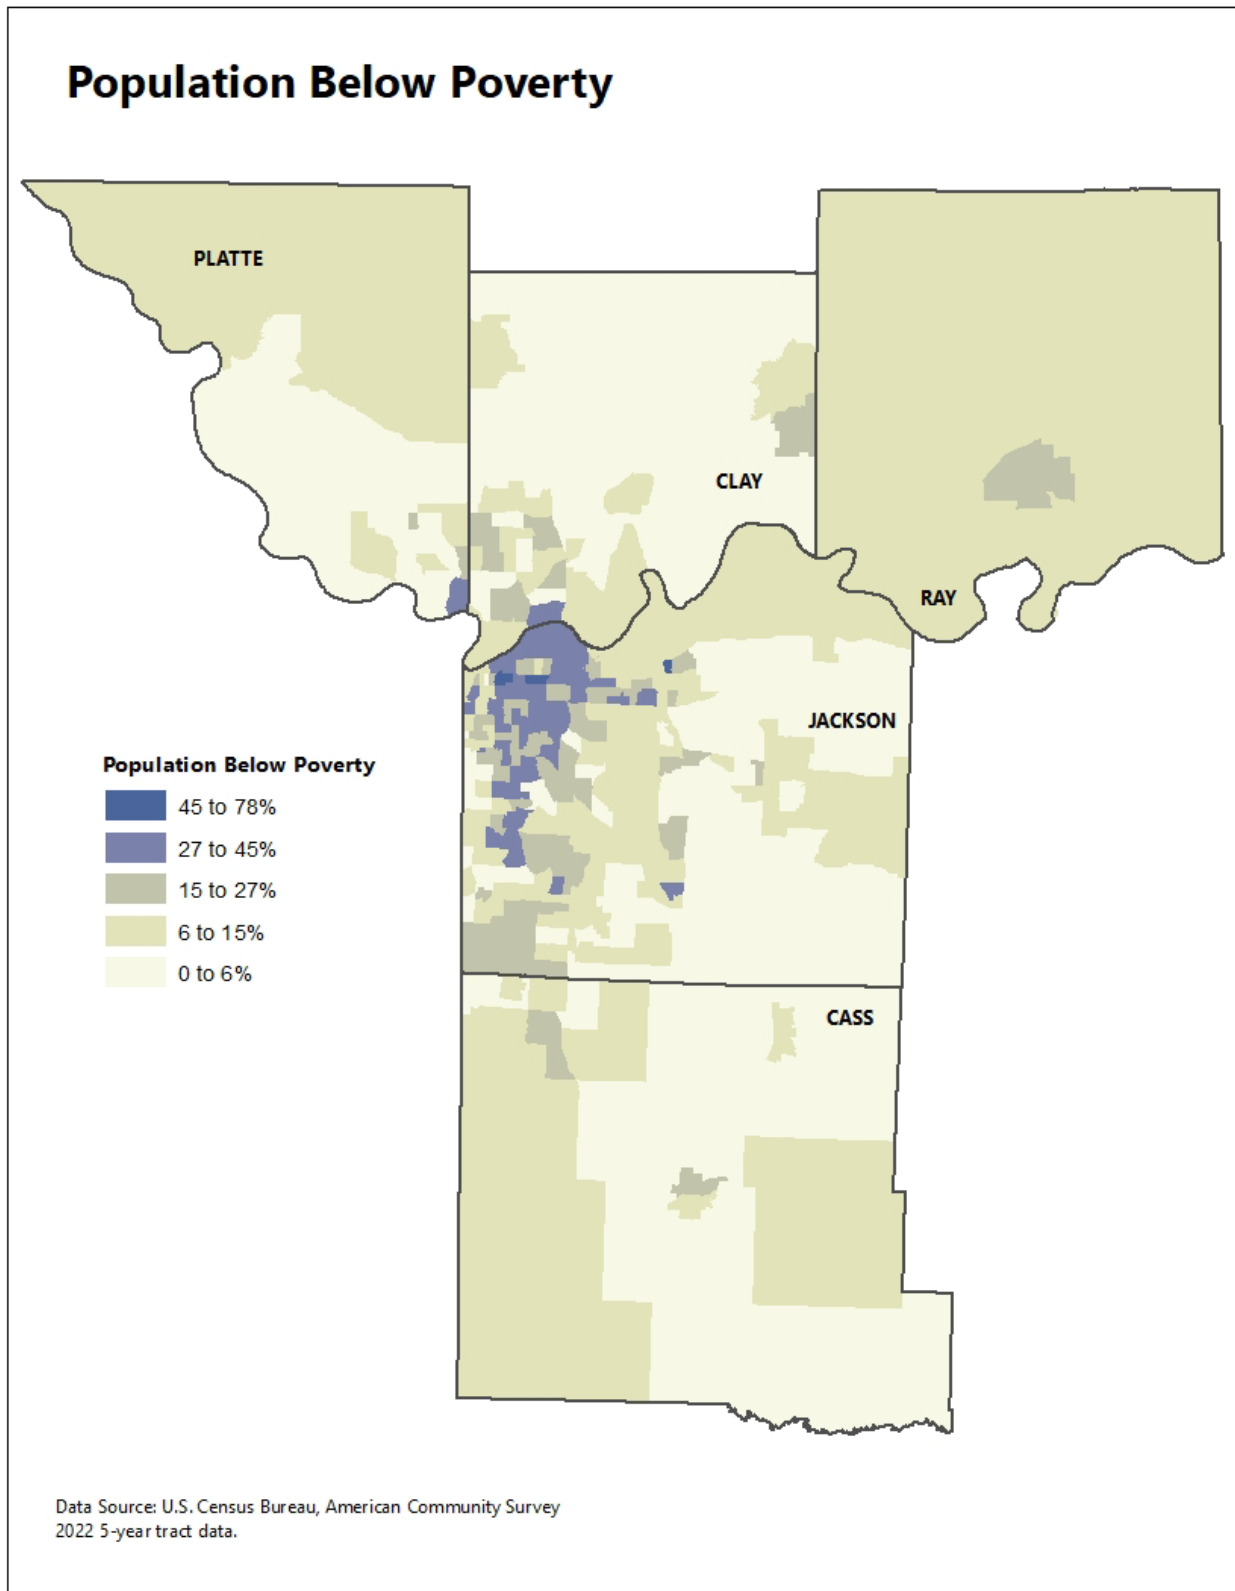 Population Below Poverty
PLATTE
CLAY
RAY
JACKSON
Population Below Poverty
45 to 78%
27 to 45%
15 to 27%
6 to 15%
0 to 6%
CASS
Data Source: U.S. Census Bureau, American Community Survey
2022 5-year tract data.